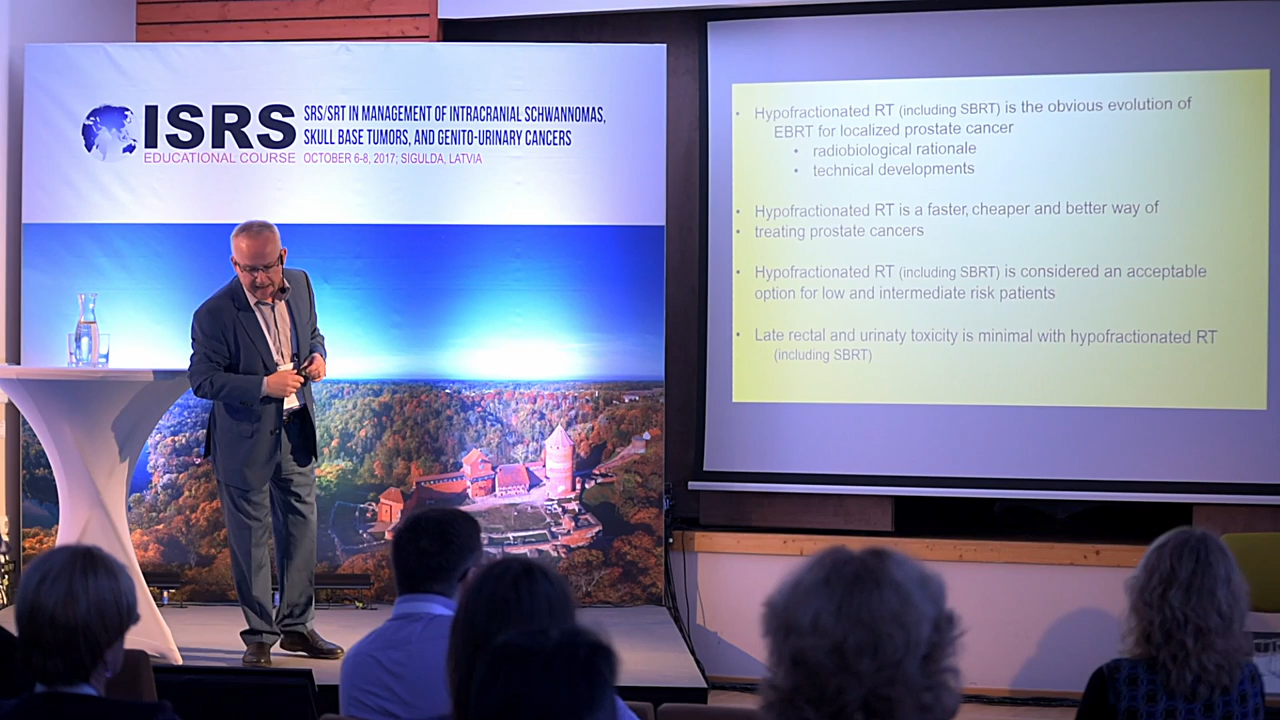 ISRS
EDUCATIONAL COURSE
SRS/SRT IN MANAGEMENT OF INTRACRANIAL SCHWANNOMAS,
SKULL BASE TUMORS, AND GENITO-URINARY CANCERS
OCTOBER 6-8, 2017; SIGULDA, LATVIA
• Hypofractionated RT (including SBRT) is the obvious evolution of
EBRT for localized prostate cancer
• radiobiological rationale
• technical developments
• Hypofractionated RT is a faster, cheaper and better way of
• treating prostate cancers
• Hypofractionated RT (including SBRT) is considered an acceptable
option for low and intermediate risk patients
• Late rectal and urinaty toxicity is minimal with hypofractionated RT
(including SBRT)